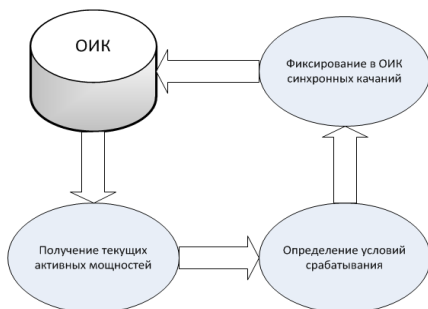 ОИК
Фиксирование в ОИК
синхронных качаний
Получение текущих
активных мощностей
Определение условий
срабатывания